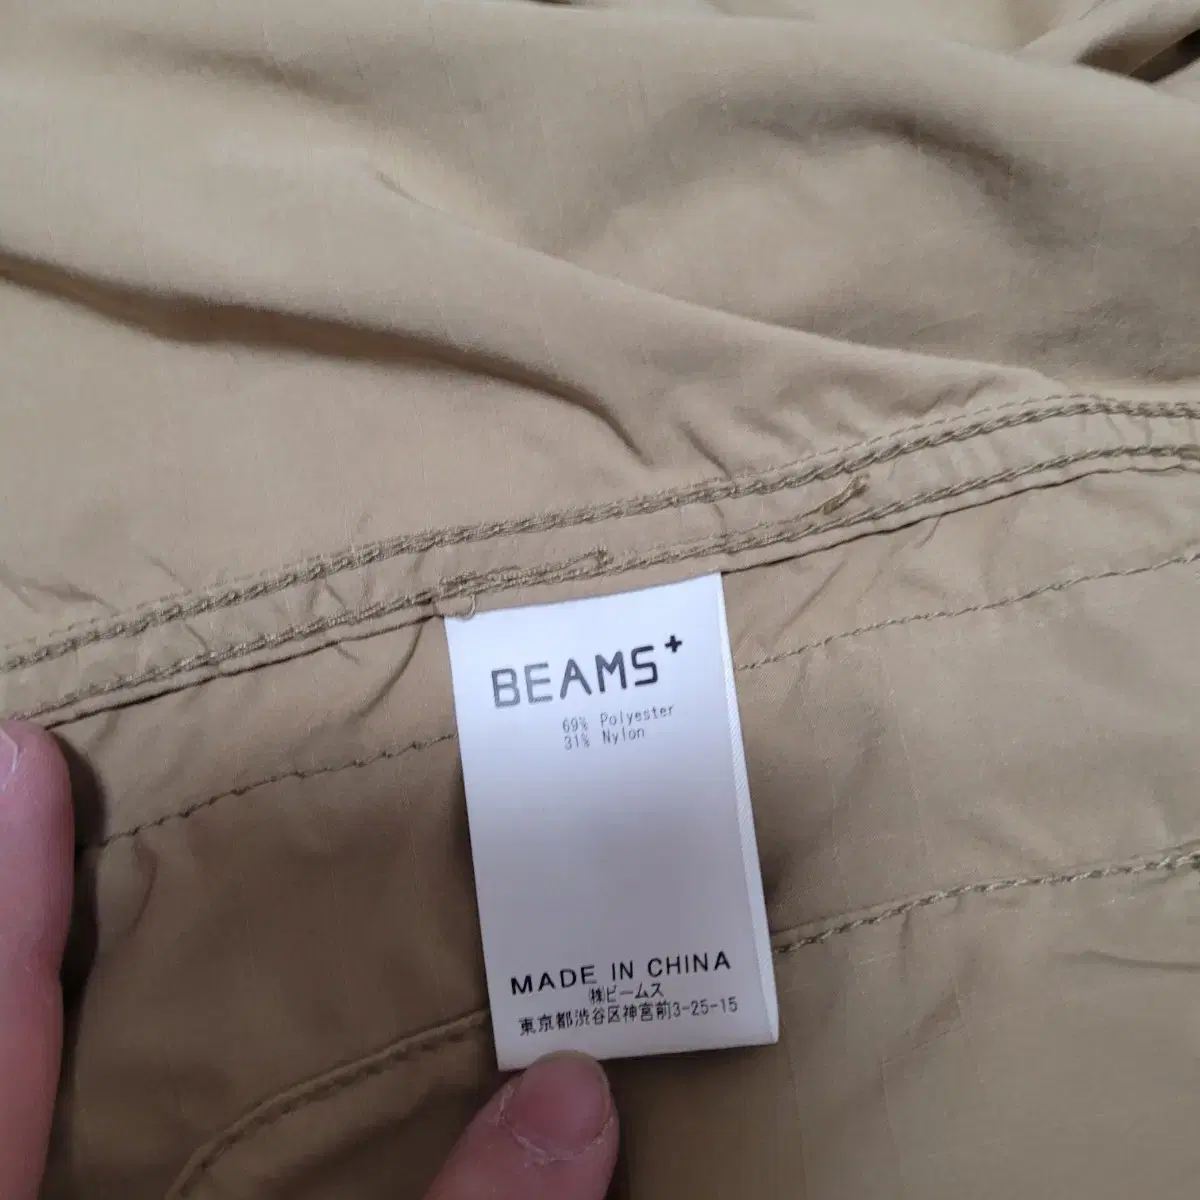 BEAMS+
69% Polyester
31% Nylon
MADE IN CHINA
㈱ビームス
東京都渋谷区神宮前3-25-15